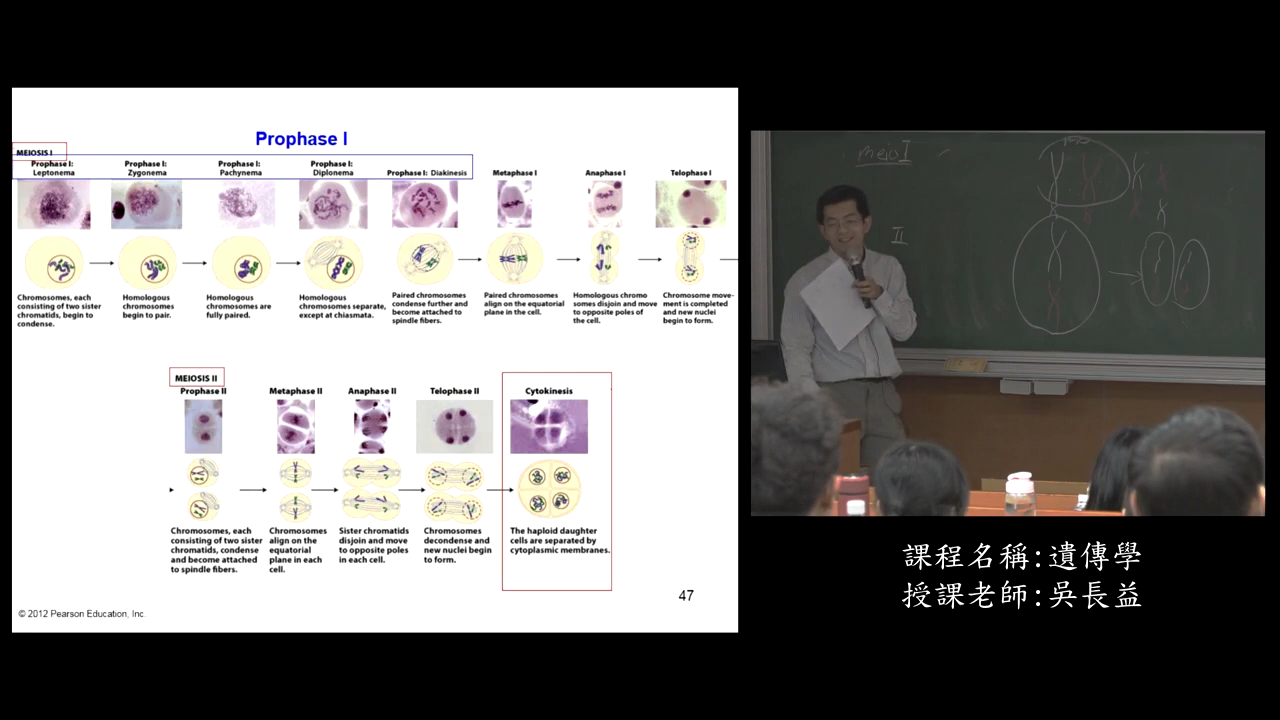 Prophase I
MEIOSIS I
Prophase I:
Leptonema
Prophase I:
Zygonema
Prophase I:
Pachynema
Prophase I:
Diplonema
Prophase I: Diakinesis
Metaphase I
Anaphase I
Telophase I
Chromosomes, each
consisting of two sister
chromatids, begin to
condense.
Homologous
chromosomes
begin to pair.
Homologous
chromosomes are
fully paired.
Homologous
chromosomes separate,
except at chiasmata.
Paired chromosomes
condense further and
become attached to
spindle fibers.
Paired chromosomes
align on the equatorial
plane in the cell.
Homologous chromo
somes disjoin and move
to opposite poles of
the cell.
Chromosome move-
ment is completed
and new nuclei
begin to form.
MEIOSIS II
Prophase II
Metaphase II
Anaphase II
Telophase II
Cytokinesis
Chromosomes, each
consisting of two sister
chromatids, condense
and become attached
to spindle fibers.
Chromosomes
align on the
equatorial
plane in each
cell.
Sister chromatids
disjoin and move
to opposite poles
in each cell.
Chromosomes
decondense and
new nuclei begin
to form.
The haploid daughter
cells are separated by
cytoplasmic membranes.
47
© 2012 Pearson Education, Inc.
meio I
II
課程名稱:遺傳學
授課老師:吳長益